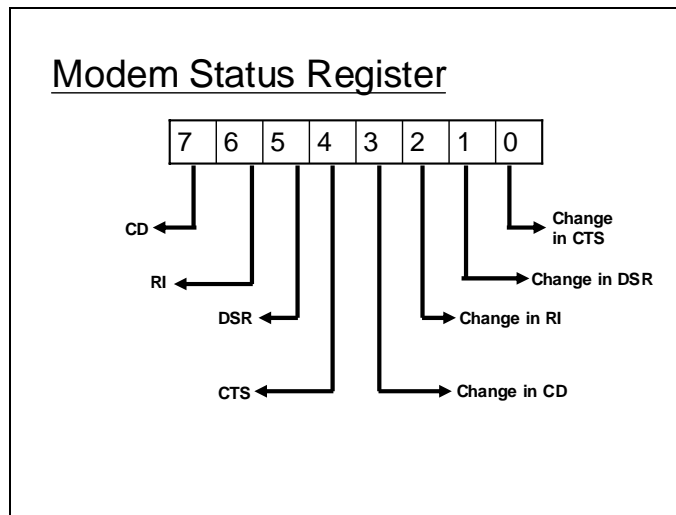 Modem Status Register
7 6 5 4 3 2 1 0
CD
Change
in CTS
RI
Change in DSR
DSR
Change in RI
CTS
Change in CD